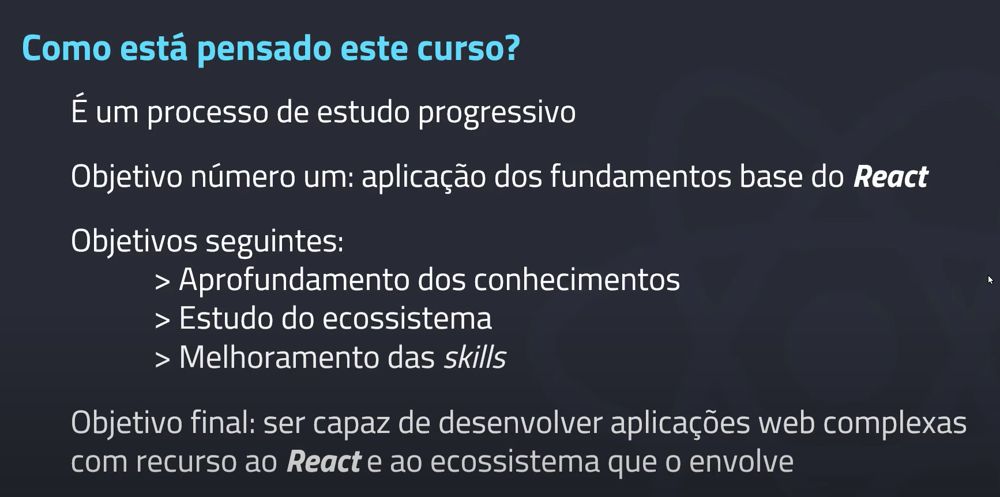 Como está pensado este curso?
É um processo de estudo progressivo
Objetivo número um: aplicação dos fundamentos base do React
Objetivos seguintes:
> Aprofundamento dos conhecimentos
> Estudo do ecossistema
> Melhoramento das skills
Objetivo final: ser capaz de desenvolver aplicações web complexas
com recurso ao React e ao ecossistema que o envolve